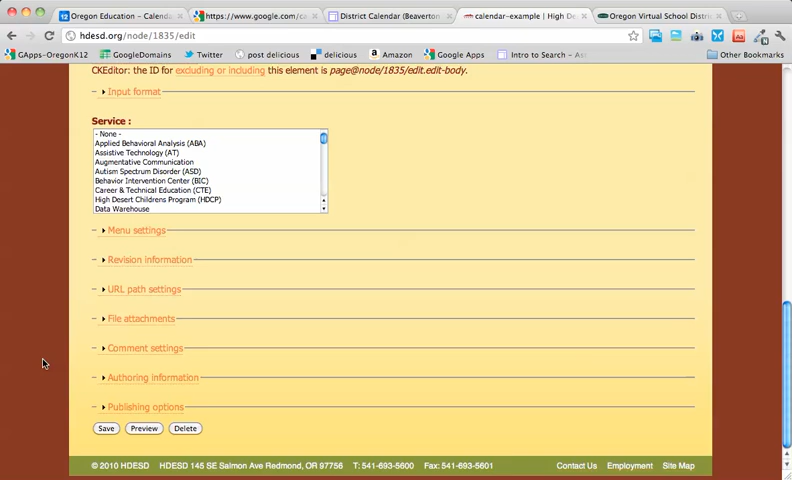 Oregon Education - Calenda
https://www.google.com/ca
District Calendar (Beaverton
calendar-example | High De
Oregon Virtual School Distric
hdesd.org/node/1835/edit
GApps-OregonK12
GoogleDomains
Twitter
post delicious
delicious
Amazon
Google Apps
Intro to Search - As
Other Bookmarks
CKEditor: the ID for excluding or including this element is page@node/1835/edit.edit-body.
Input format
Service :
- None -
Applied Behavioral Analysis (ABA)
Assistive Technology (AT)
Augmentative Communication
Autism Spectrum Disorder (ASD)
Behavior Intervention Center (BIC)
Career & Technical Education (CTE)
High Desert Childrens Program (HDCP)
Data Warehouse
Menu settings
Revision information
URL path settings
File attachments
Comment settings
Authoring information
Publishing options
Save Preview Delete
© 2010 HDESD HDESD 145 SE Salmon Ave Redmond, OR 97756 T: 541-693-5600 Fax: 541-693-5601 Contact Us Employment Site Map